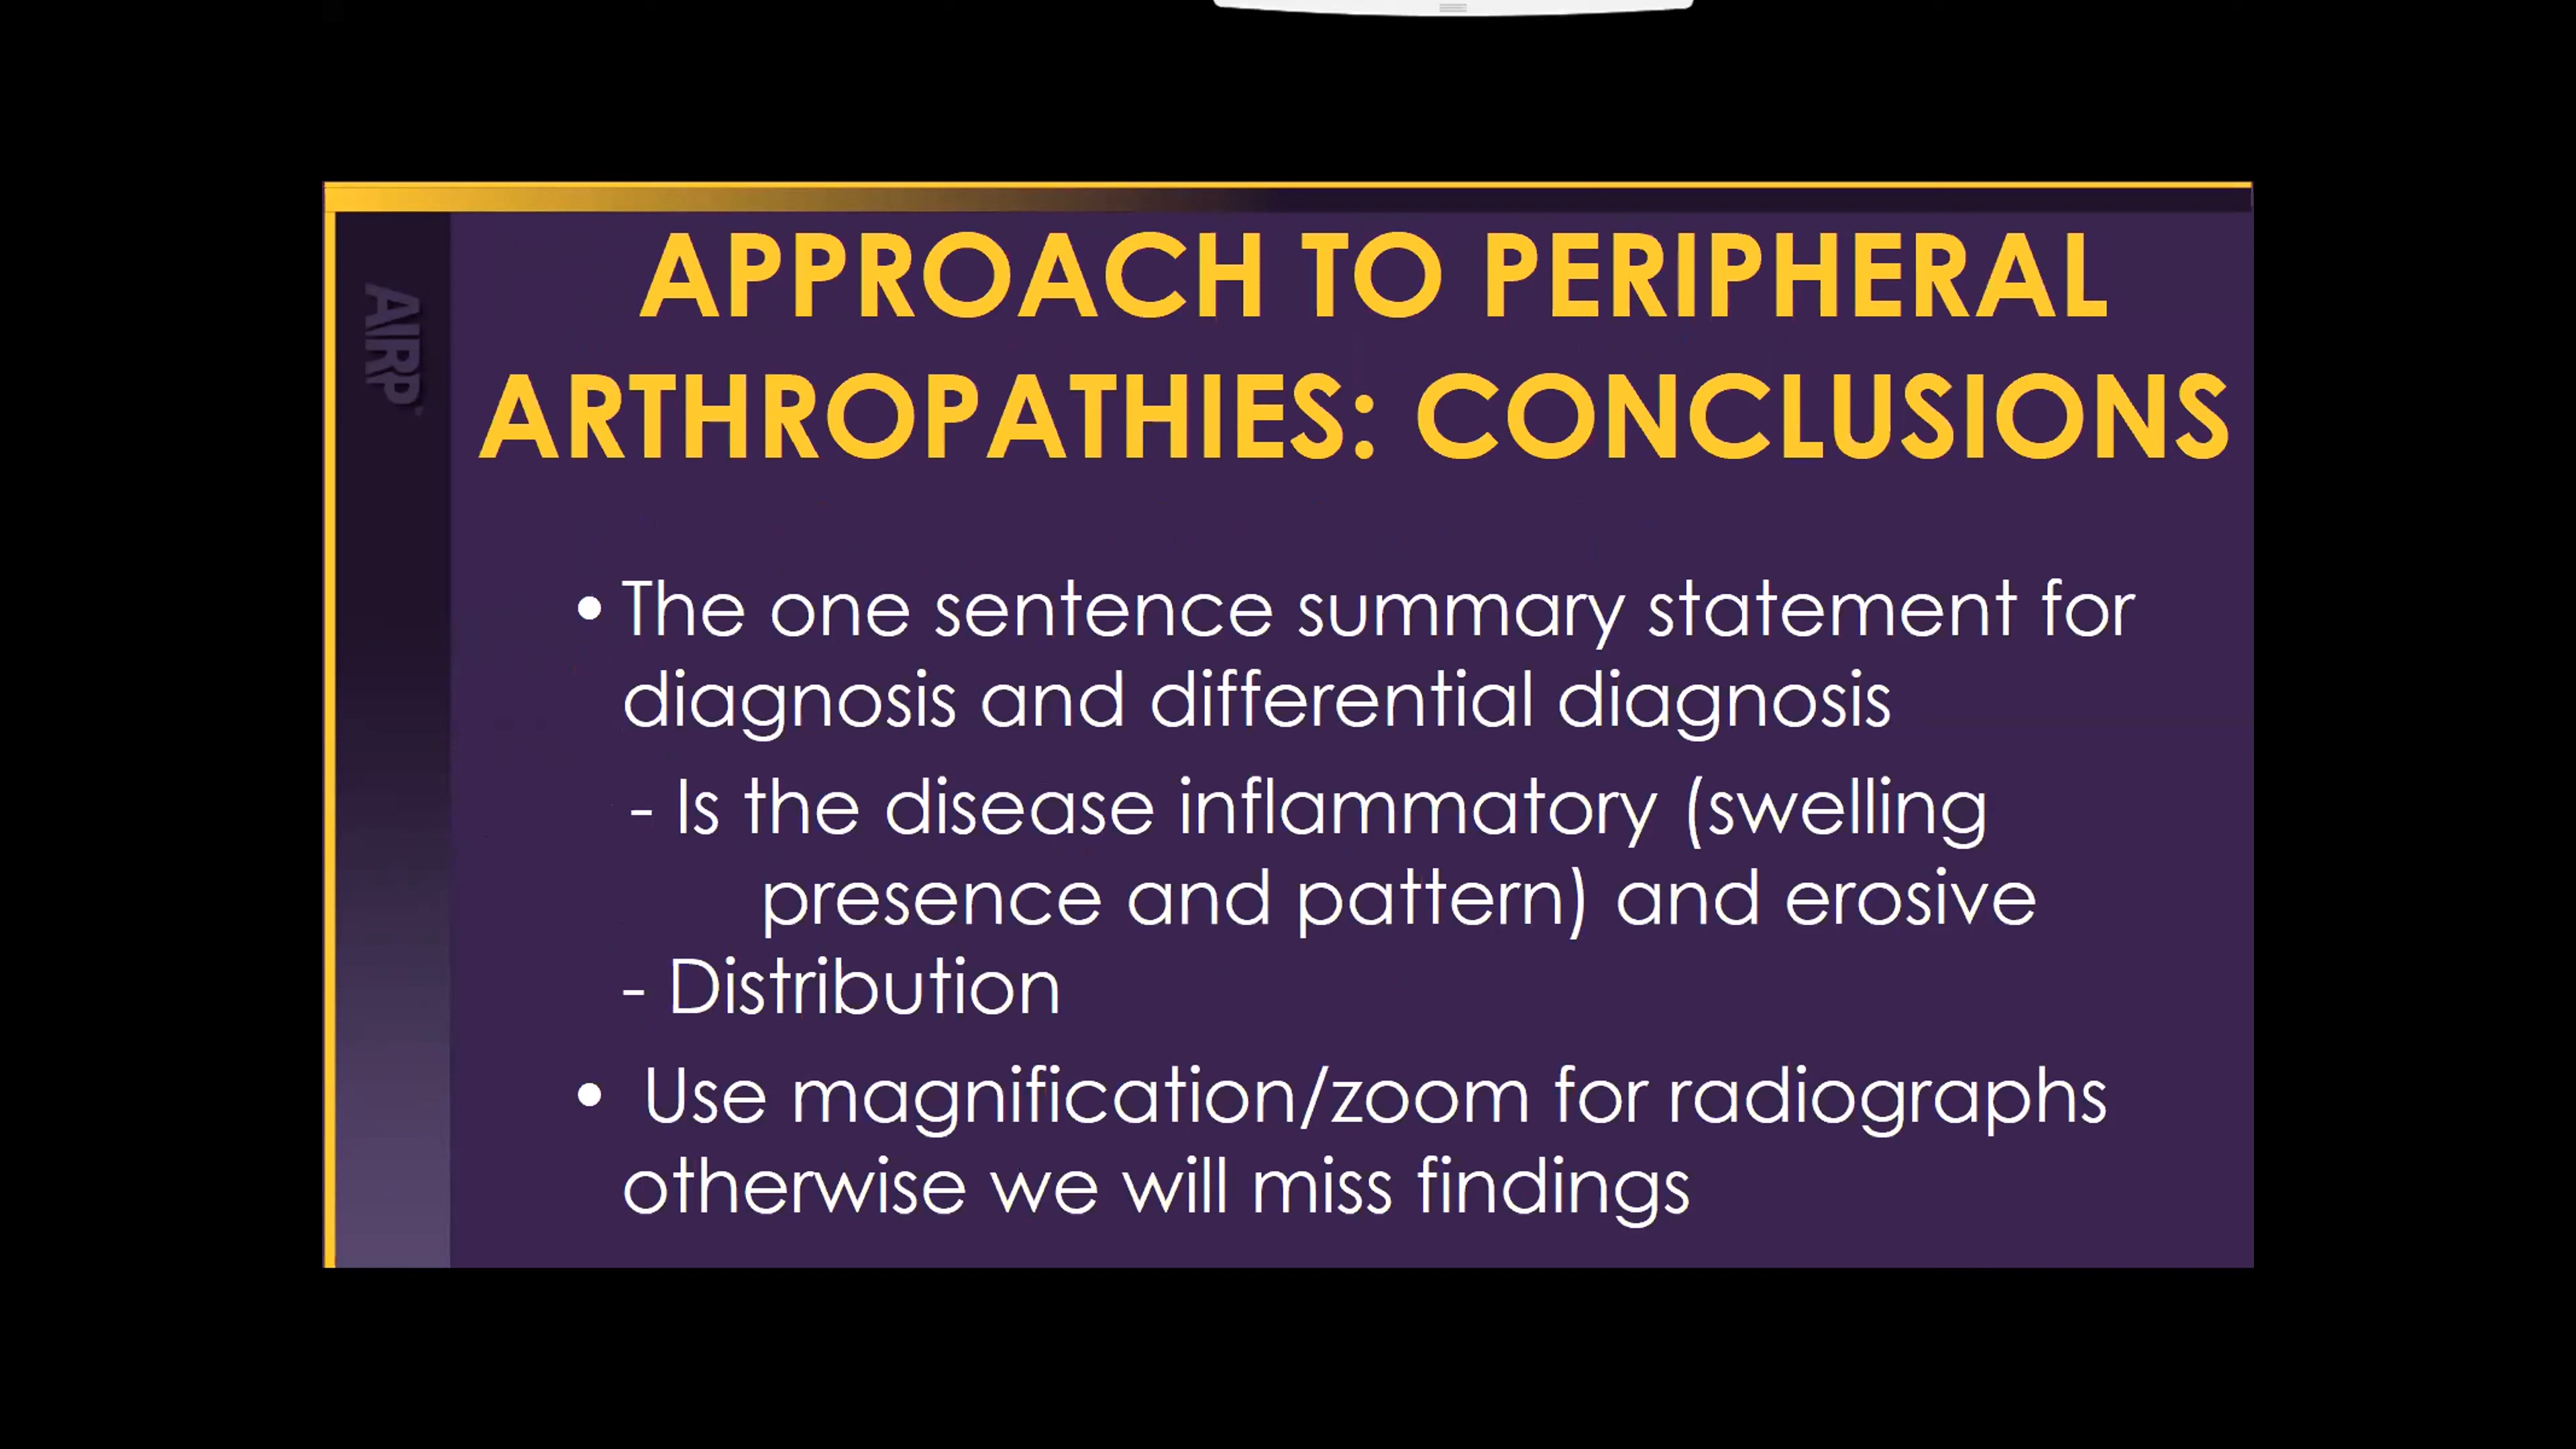 AIRP
APPROACH TO PERIPHERAL
ARTHROPATHIES: CONCLUSIONS
• The one sentence summary statement for
diagnosis and differential diagnosis
- Is the disease inflammatory (swelling
presence and pattern) and erosive
- Distribution
• Use magnification/zoom for radiographs
otherwise we will miss findings